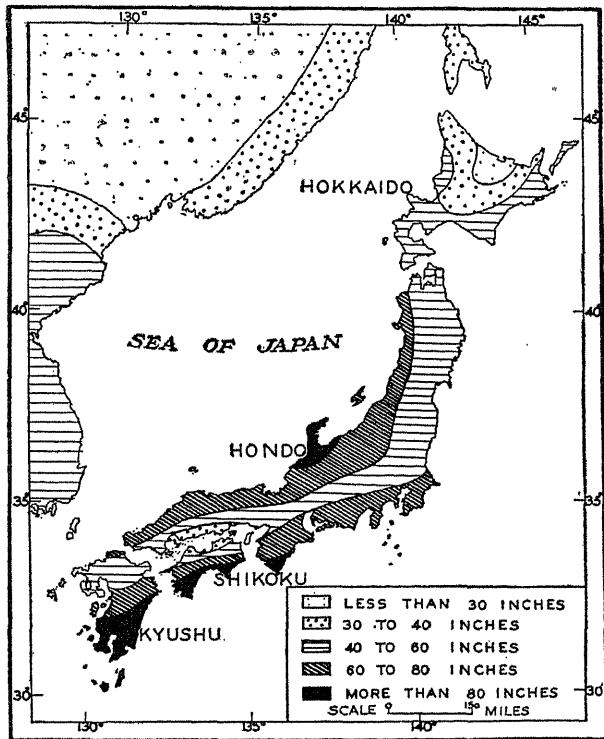 130° 135° 140° 145°
45° 45°
HOKKAIDO
40° 40°
SEA OF JAPAN
HONDO
35° 35°
SHIKOKU
KYUSHU.
LESS THAN 30 INCHES
30 TO 40 INCHES
40 TO 60 INCHES
60 TO 80 INCHES
MORE THAN 80 INCHES
SCALE 0 150 MILES
30° 30°
130° 135° 140°